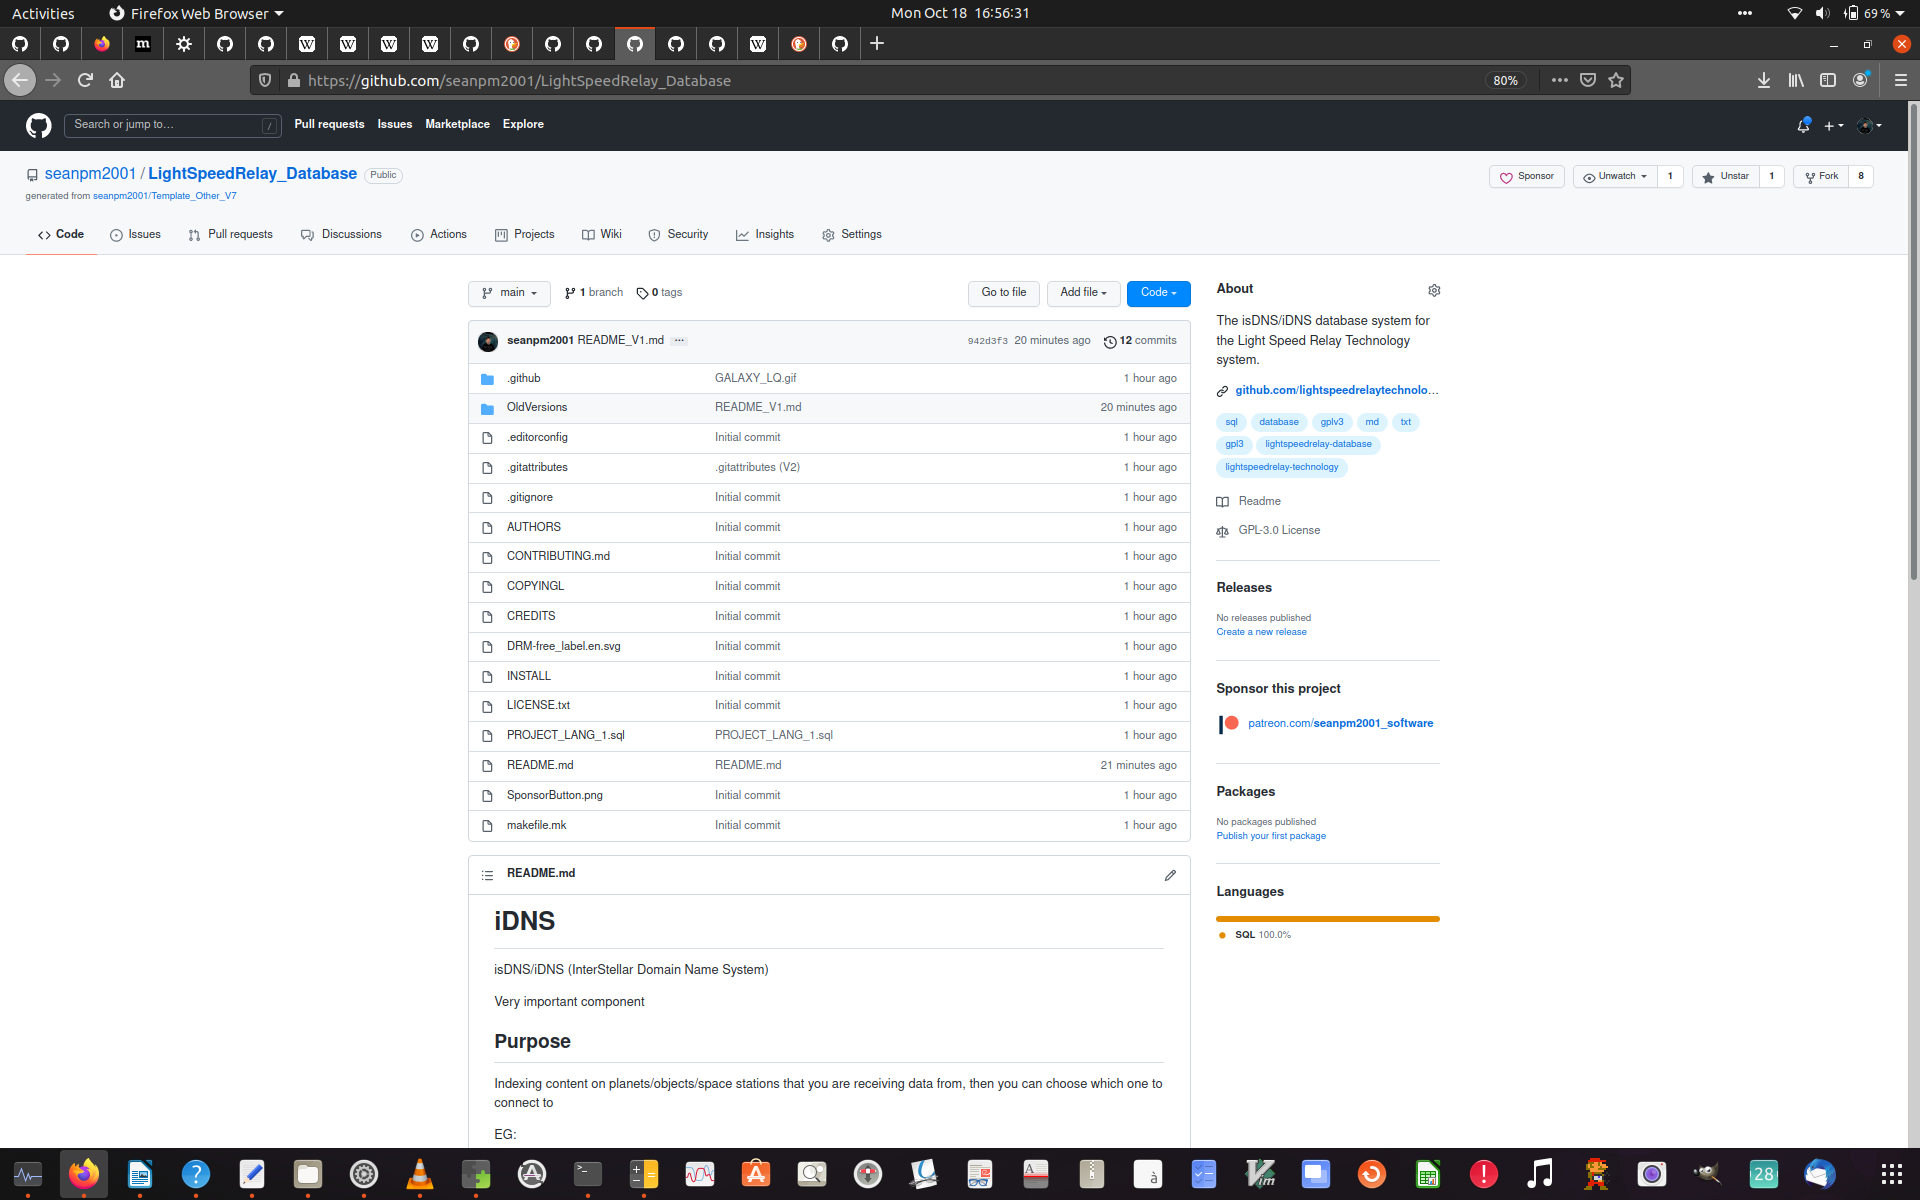 Activities Firefox Web Browser Mon Oct 18 16:56:31 69 %
https://github.com/seanpm2001/LightSpeedRelay_Database 80%
Search or jump to… / Pull requests Issues Marketplace Explore
seanpm2001 / LightSpeedRelay_Database Public Sponsor Unwatch 1 Unstar 1 Fork 8
generated from seanpm2001/Template_Other_V7
Code Issues Pull requests Discussions Actions Projects Wiki Security Insights Settings
main 1 branch 0 tags Go to file Add file Code
seanpm2001 README_V1.md ... 942d3f3 20 minutes ago 12 commits
.github GALAXY_LQ.gif 1 hour ago
OldVersions README_V1.md 20 minutes ago
.editorconfig Initial commit 1 hour ago
.gitattributes .gitattributes (V2) 1 hour ago
.gitignore Initial commit 1 hour ago
AUTHORS Initial commit 1 hour ago
CONTRIBUTING.md Initial commit 1 hour ago
COPYINGL Initial commit 1 hour ago
CREDITS Initial commit 1 hour ago
DRM-free_label.en.svg Initial commit 1 hour ago
INSTALL Initial commit 1 hour ago
LICENSE.txt Initial commit 1 hour ago
PROJECT_LANG_1.sql PROJECT_LANG_1.sql 1 hour ago
README.md README.md 21 minutes ago
SponsorButton.png Initial commit 1 hour ago
makefile.mk Initial commit 1 hour ago
README.md
iDNS
isDNS/iDNS (InterStellar Domain Name System)
Very important component
Purpose
Indexing content on planets/objects/space stations that you are receiving data from, then you can choose which one to
connect to
EG:
About
The isDNS/iDNS database system for
the Light Speed Relay Technology
system.
github.com/lightspeedrelaytechnolo…
sql database gplv3 md txt
gpl3 lightspeedrelay-database
lightspeedrelay-technology
Readme
GPL-3.0 License
Releases
No releases published
Create a new release
Sponsor this project
patreon.com/seanpm2001_software
Packages
No packages published
Publish your first package
Languages
SQL 100.0%
28